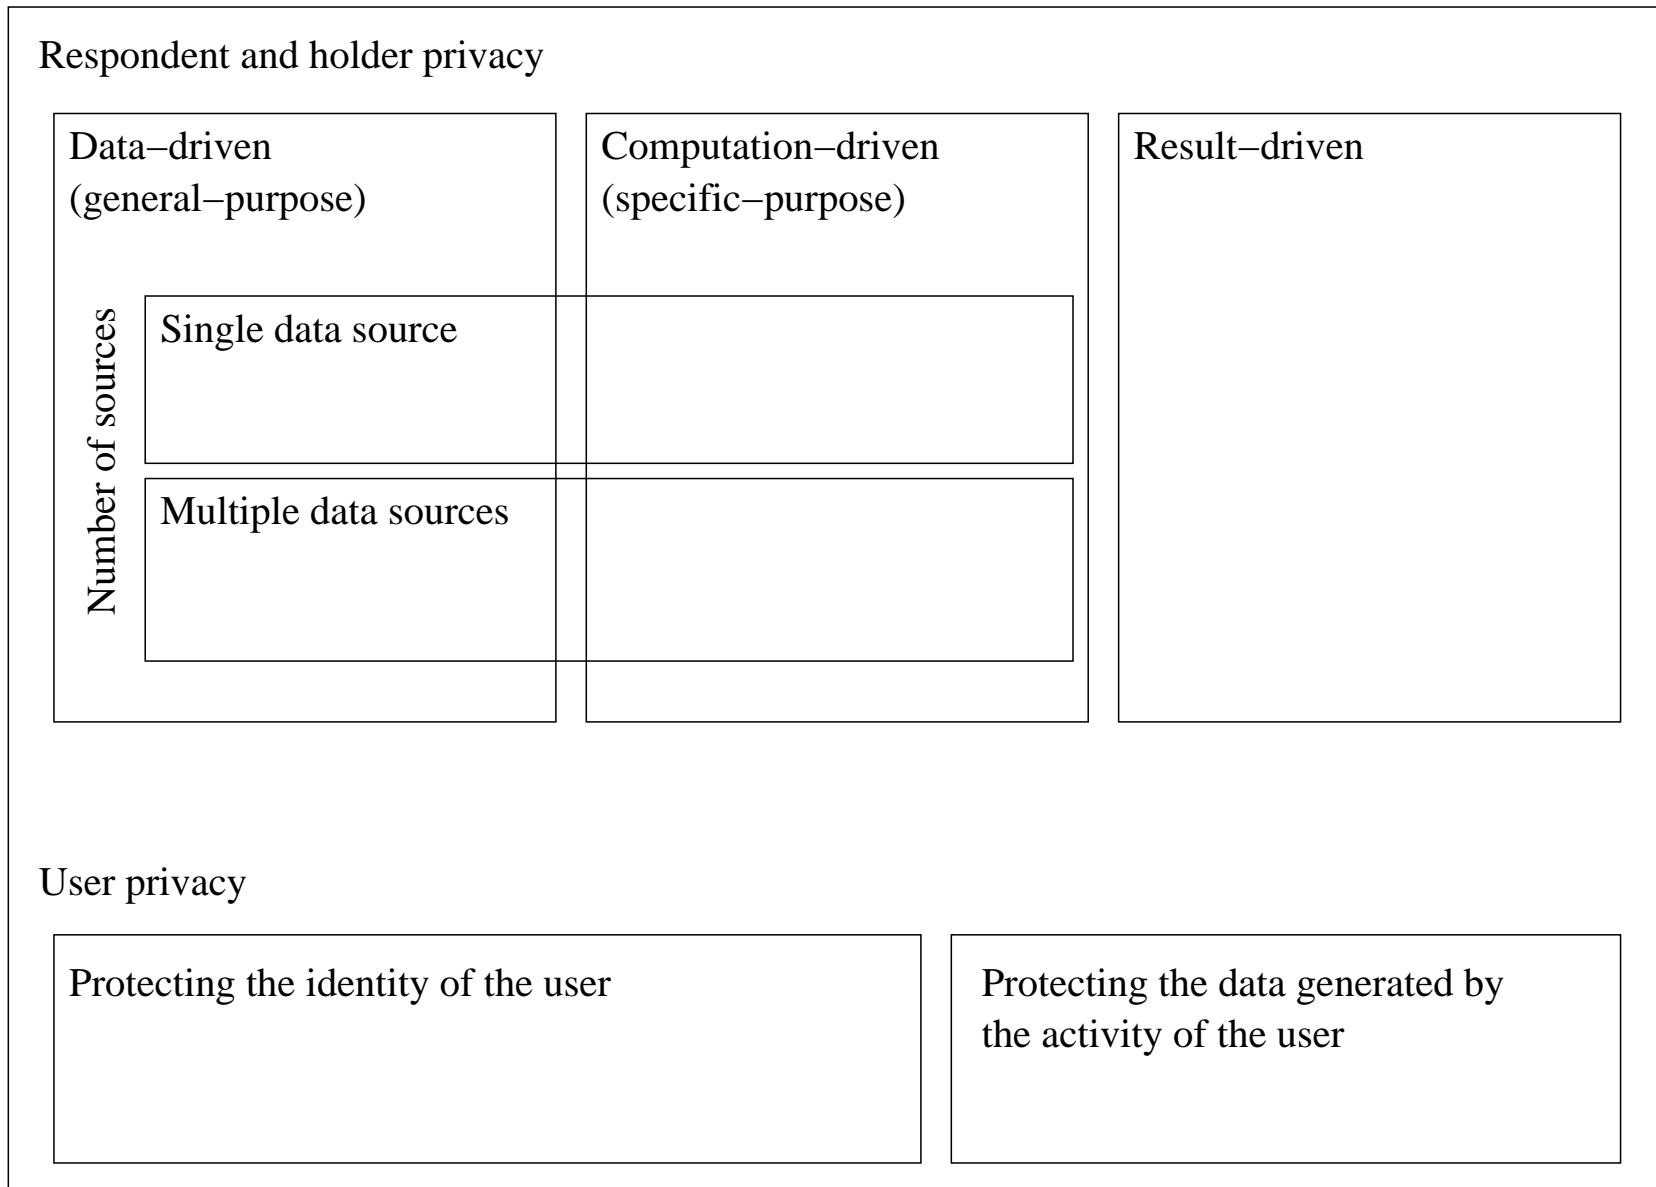 Respondent and holder privacy
Data−driven
(general−purpose)
Computation−driven
(specific−purpose)
Result−driven
Number of sources
Single data source
Multiple data sources
User privacy
Protecting the identity of the user
Protecting the data generated by
the activity of the user